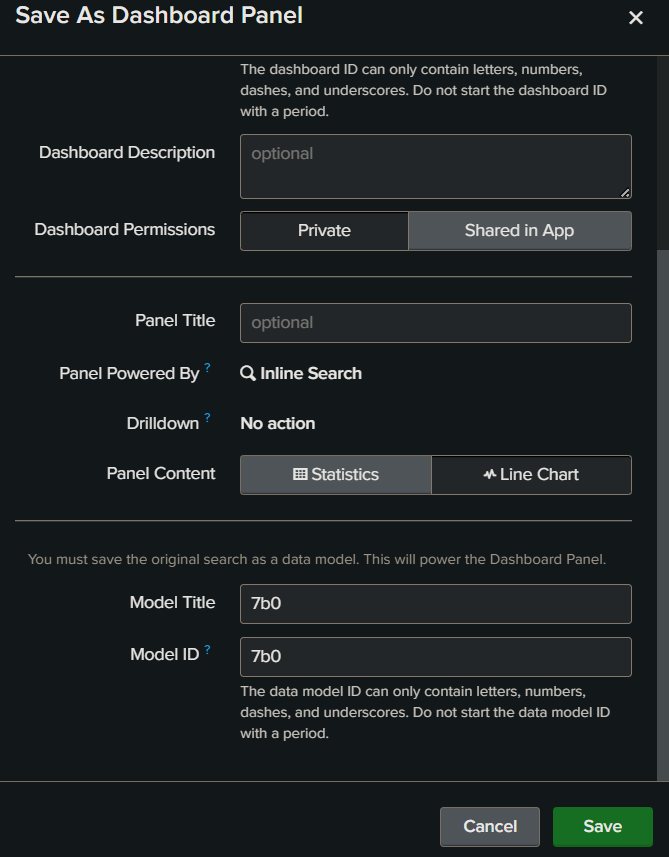 Save As Dashboard Panel
The dashboard ID can only contain letters, numbers,
dashes, and underscores. Do not start the dashboard ID
with a period.
Dashboard Description
optional
Dashboard Permissions
Private
Shared in App
Panel Title
optional
Panel Powered By ?
Inline Search
Drilldown ?
No action
Panel Content
Statistics
Line Chart
You must save the original search as a data model. This will power the Dashboard Panel.
Model Title
7b0
Model ID ?
7b0
The data model ID can only contain letters, numbers,
dashes, and underscores. Do not start the data model ID
with a period.
Cancel
Save